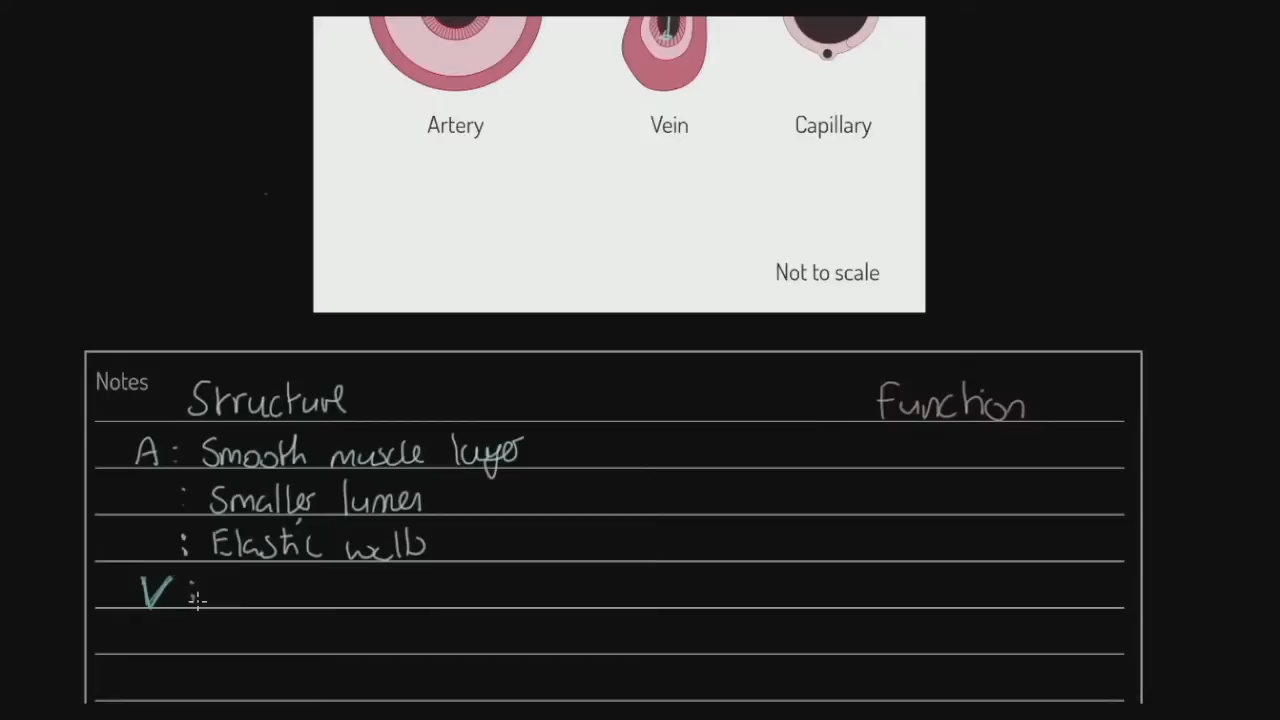 Artery Vein Capillary
Not to scale
Notes Structure Function
A: Smooth muscle layer
: Smaller lumen
: Elastic walls
V :